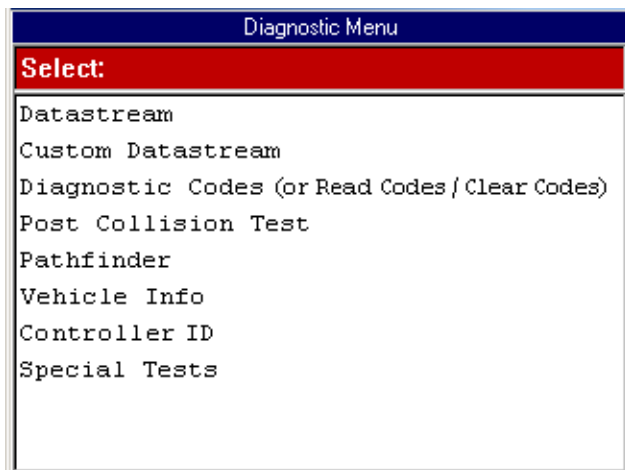 Diagnostic Menu
Select:
Datastream
Custom Datastream
Diagnostic Codes (or Read Codes / Clear Codes)
Post Collision Test
Pathfinder
Vehicle Info
Controller ID
Special Tests